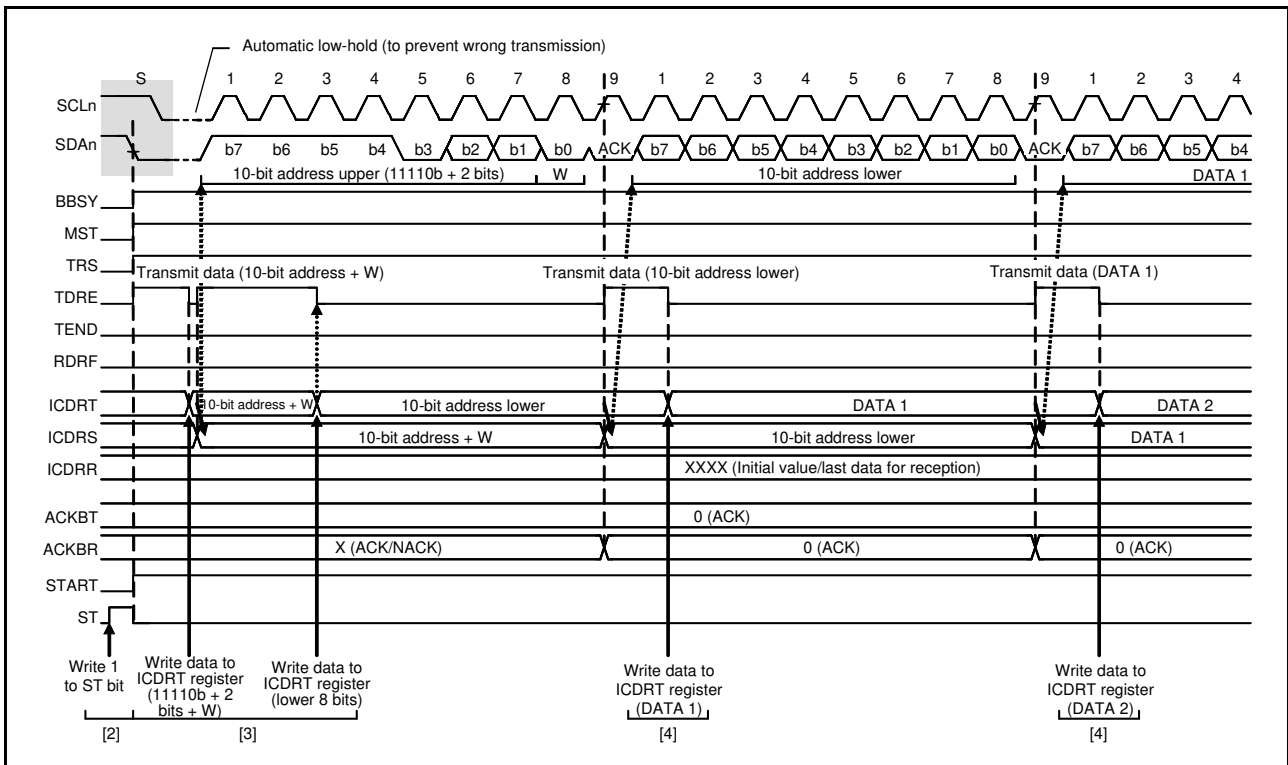 Automatic low-hold (to prevent wrong transmission)
S 1 2 3 4 5 6 7 8 9 1 2 3 4 5 6 7 8 9 1 2 3 4
SCLn
SDAn b7 b6 b5 b4 b3 b2 b1 b0 ACK b7 b6 b5 b4 b3 b2 b1 b0 ACK b7 b6 b5 b4
10-bit address upper (11110b + 2 bits) W 10-bit address lower DATA 1
BBSY
MST
TRS
Transmit data (10-bit address + W) Transmit data (10-bit address lower) Transmit data (DATA 1)
TDRE
TEND
RDRF
ICDRT 10-bit address + W 10-bit address lower DATA 1 DATA 2
ICDRS 10-bit address + W 10-bit address lower DATA 1
ICDRR XXXX (Initial value/last data for reception)
ACKBT 0 (ACK)
ACKBR X (ACK/NACK) 0 (ACK) 0 (ACK)
START
ST
Write 1
to ST bit
Write data to
ICDRT register
(11110b + 2
bits + W)
Write data to
ICDRT register
(lower 8 bits)
Write data to
ICDRT register
(DATA 1)
Write data to
ICDRT register
(DATA 2)
[2] [3] [4] [4]